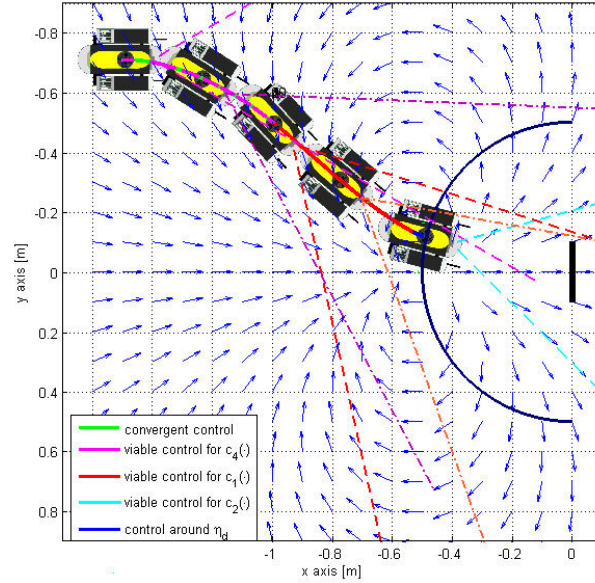 -0.8
-0.6
-0.4
-0.2
0
0.2
0.4
0.6
0.8
y axis [m]
convergent control
viable control for c4(·)
viable control for c1(·)
viable control for c2(·)
control around ηd
-1 -0.8 -0.6 -0.4 -0.2 0
x axis [m]